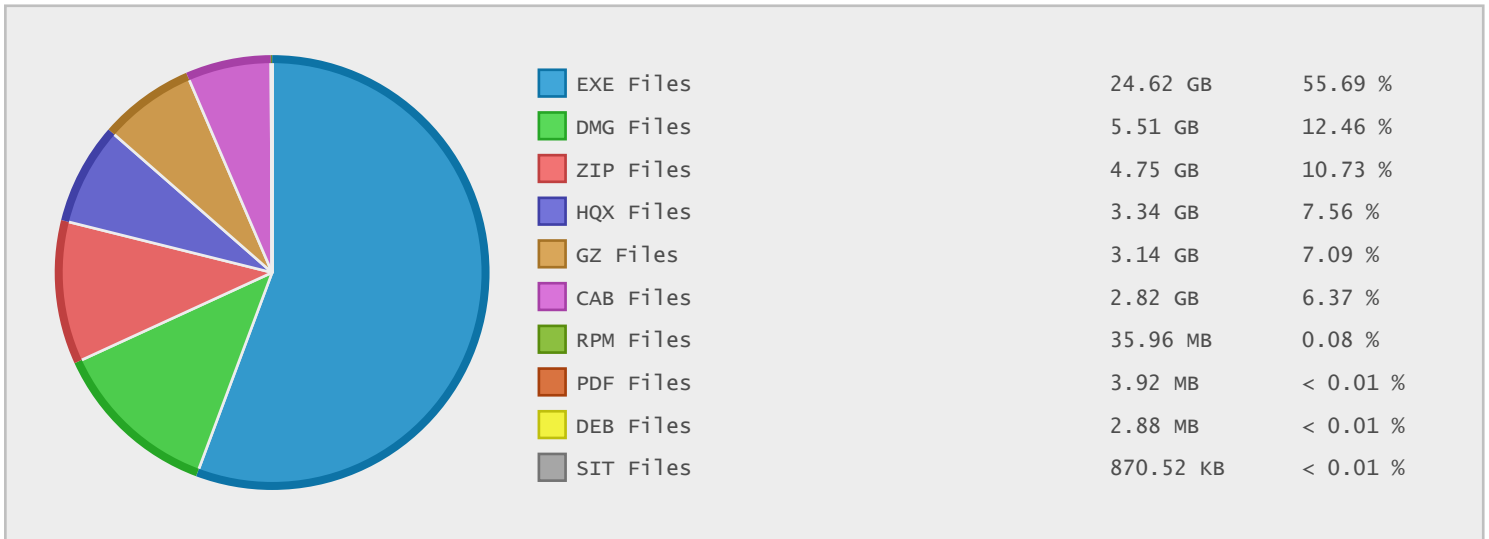 EXE Files 24.62 GB 55.69 %
DMG Files 5.51 GB 12.46 %
ZIP Files 4.75 GB 10.73 %
HQX Files 3.34 GB 7.56 %
GZ Files 3.14 GB 7.09 %
CAB Files 2.82 GB 6.37 %
RPM Files 35.96 MB 0.08 %
PDF Files 3.92 MB < 0.01 %
DEB Files 2.88 MB < 0.01 %
SIT Files 870.52 KB < 0.01 %